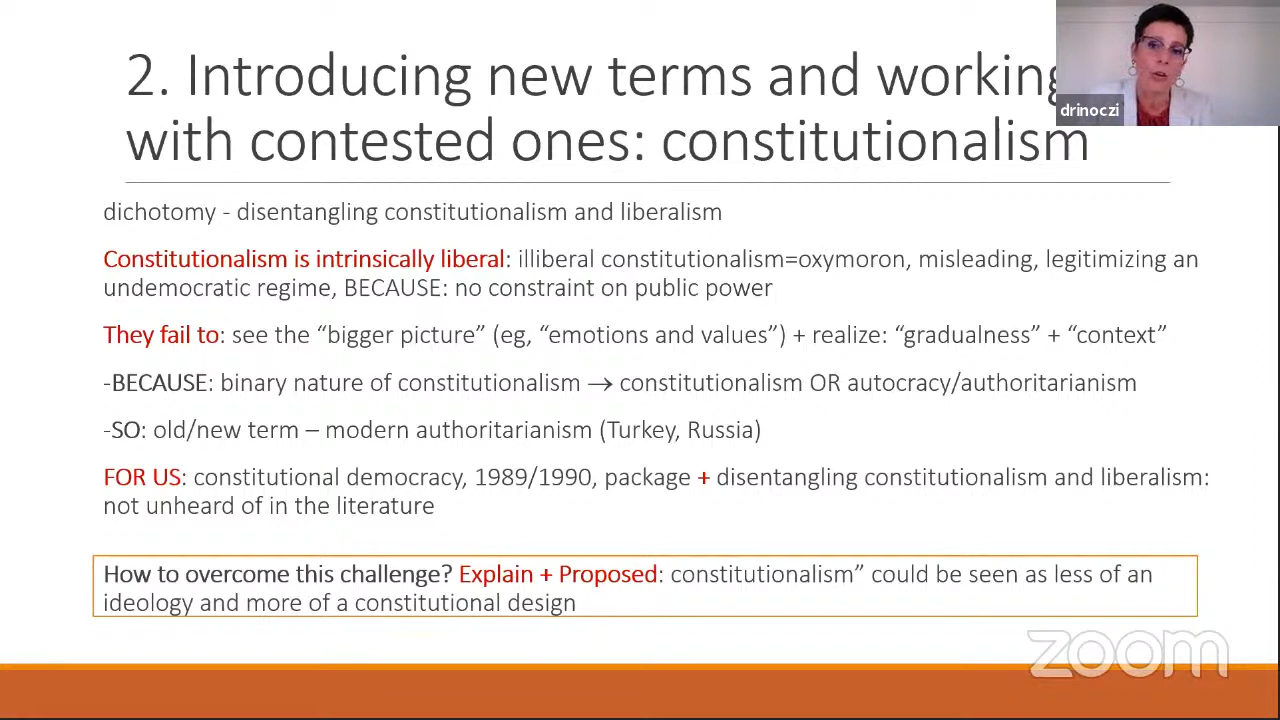 2. Introducing new terms and working
drinoczi
with contested ones: constitutionalism
dichotomy - disentangling constitutionalism and liberalism
Constitutionalism is intrinsically liberal: illiberal constitutionalism=oxymoron, misleading, legitimizing an
undemocratic regime, BECAUSE: no constraint on public power
They fail to: see the “bigger picture” (eg, “emotions and values”) + realize: “gradualness” + “context”
-BECAUSE: binary nature of constitutionalism → constitutionalism OR autocracy/authoritarianism
-SO: old/new term – modern authoritarianism (Turkey, Russia)
FOR US: constitutional democracy, 1989/1990, package + disentangling constitutionalism and liberalism:
not unheard of in the literature
How to overcome this challenge? Explain + Proposed: constitutionalism” could be seen as less of an
ideology and more of a constitutional design
zoom